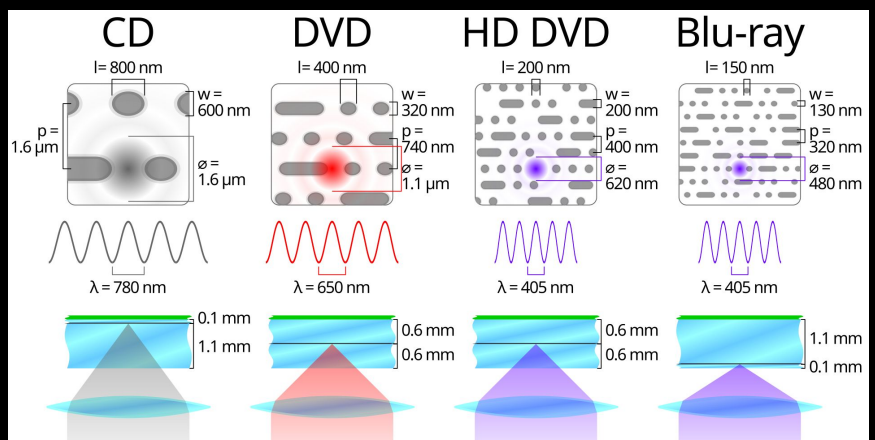 CD
l= 800 nm
w =
600 nm
p =
1.6 µm
⌀ =
1.6 µm
λ = 780 nm
0.1 mm
1.1 mm
DVD
l= 400 nm
w =
320 nm
p =
740 nm
⌀ =
1.1 µm
λ = 650 nm
0.6 mm
0.6 mm
HD DVD
l= 200 nm
w =
200 nm
p =
400 nm
⌀ =
620 nm
λ = 405 nm
0.6 mm
0.6 mm
Blu-ray
l= 150 nm
w =
130 nm
p =
320 nm
⌀ =
480 nm
λ = 405 nm
1.1 mm
0.1 mm